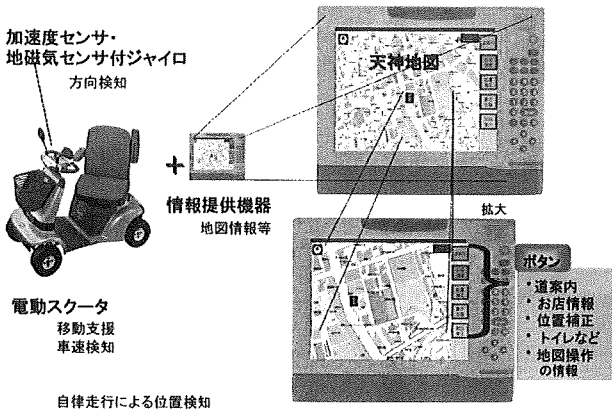 加速度センサ・
地磁気センサ付ジャイロ
方向検知
天神地図
+
情報提供機器
地図情報等
拡大
電動スクータ
移動支援
車速検知
ボタン
・道案内
・お店情報
・位置補正
・トイレなど
・地図操作
の情報
自律走行による位置検知